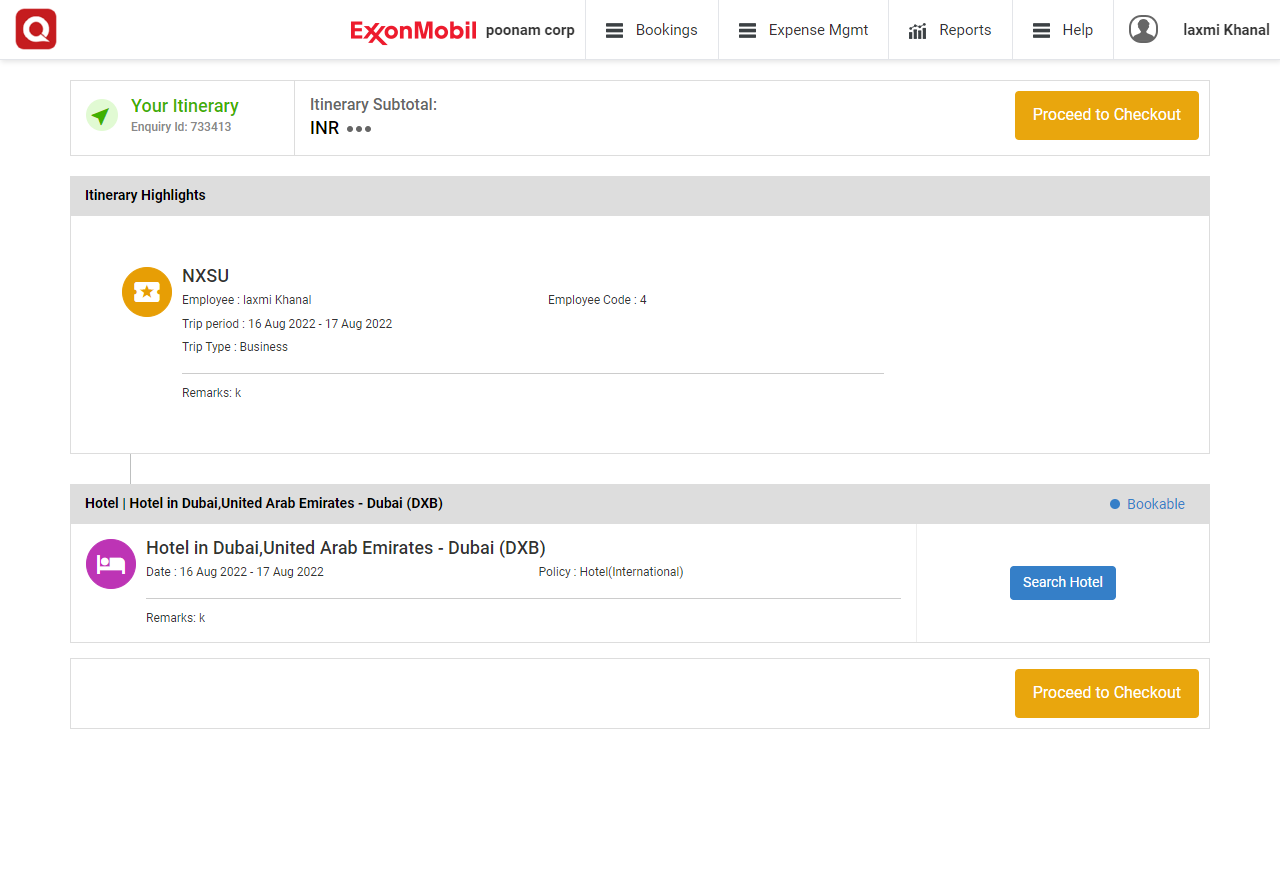 Q ExxonMobil poonam corp Bookings Expense Mgmt Reports Help laxmi Khanal
Your Itinerary
Enquiry Id: 733413
Itinerary Subtotal:
INR
Proceed to Checkout
Itinerary Highlights
NXSU
Employee : laxmi Khanal Employee Code : 4
Trip period : 16 Aug 2022 - 17 Aug 2022
Trip Type : Business
Remarks: k
Hotel | Hotel in Dubai,United Arab Emirates - Dubai (DXB) Bookable
Hotel in Dubai,United Arab Emirates - Dubai (DXB)
Date : 16 Aug 2022 - 17 Aug 2022 Policy : Hotel(International)
Search Hotel
Remarks: k
Proceed to Checkout